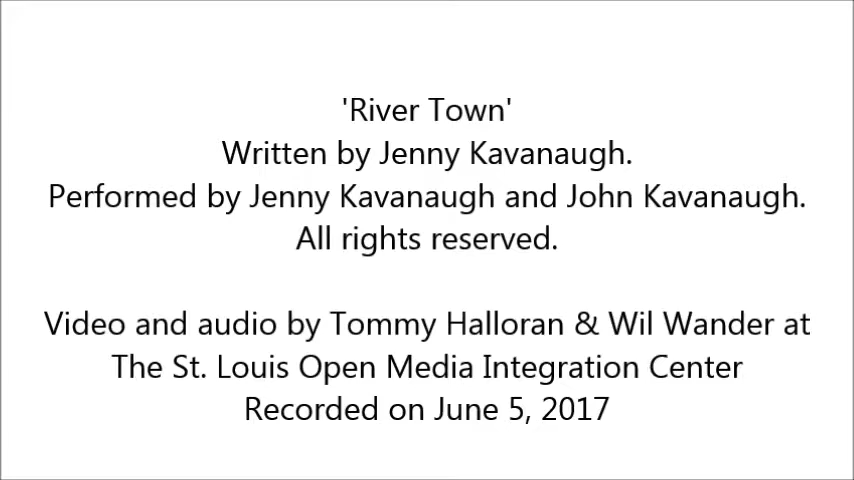 'River Town'
Written by Jenny Kavanaugh.
Performed by Jenny Kavanaugh and John Kavanaugh.
All rights reserved.
Video and audio by Tommy Halloran & Wil Wander at
The St. Louis Open Media Integration Center
Recorded on June 5, 2017